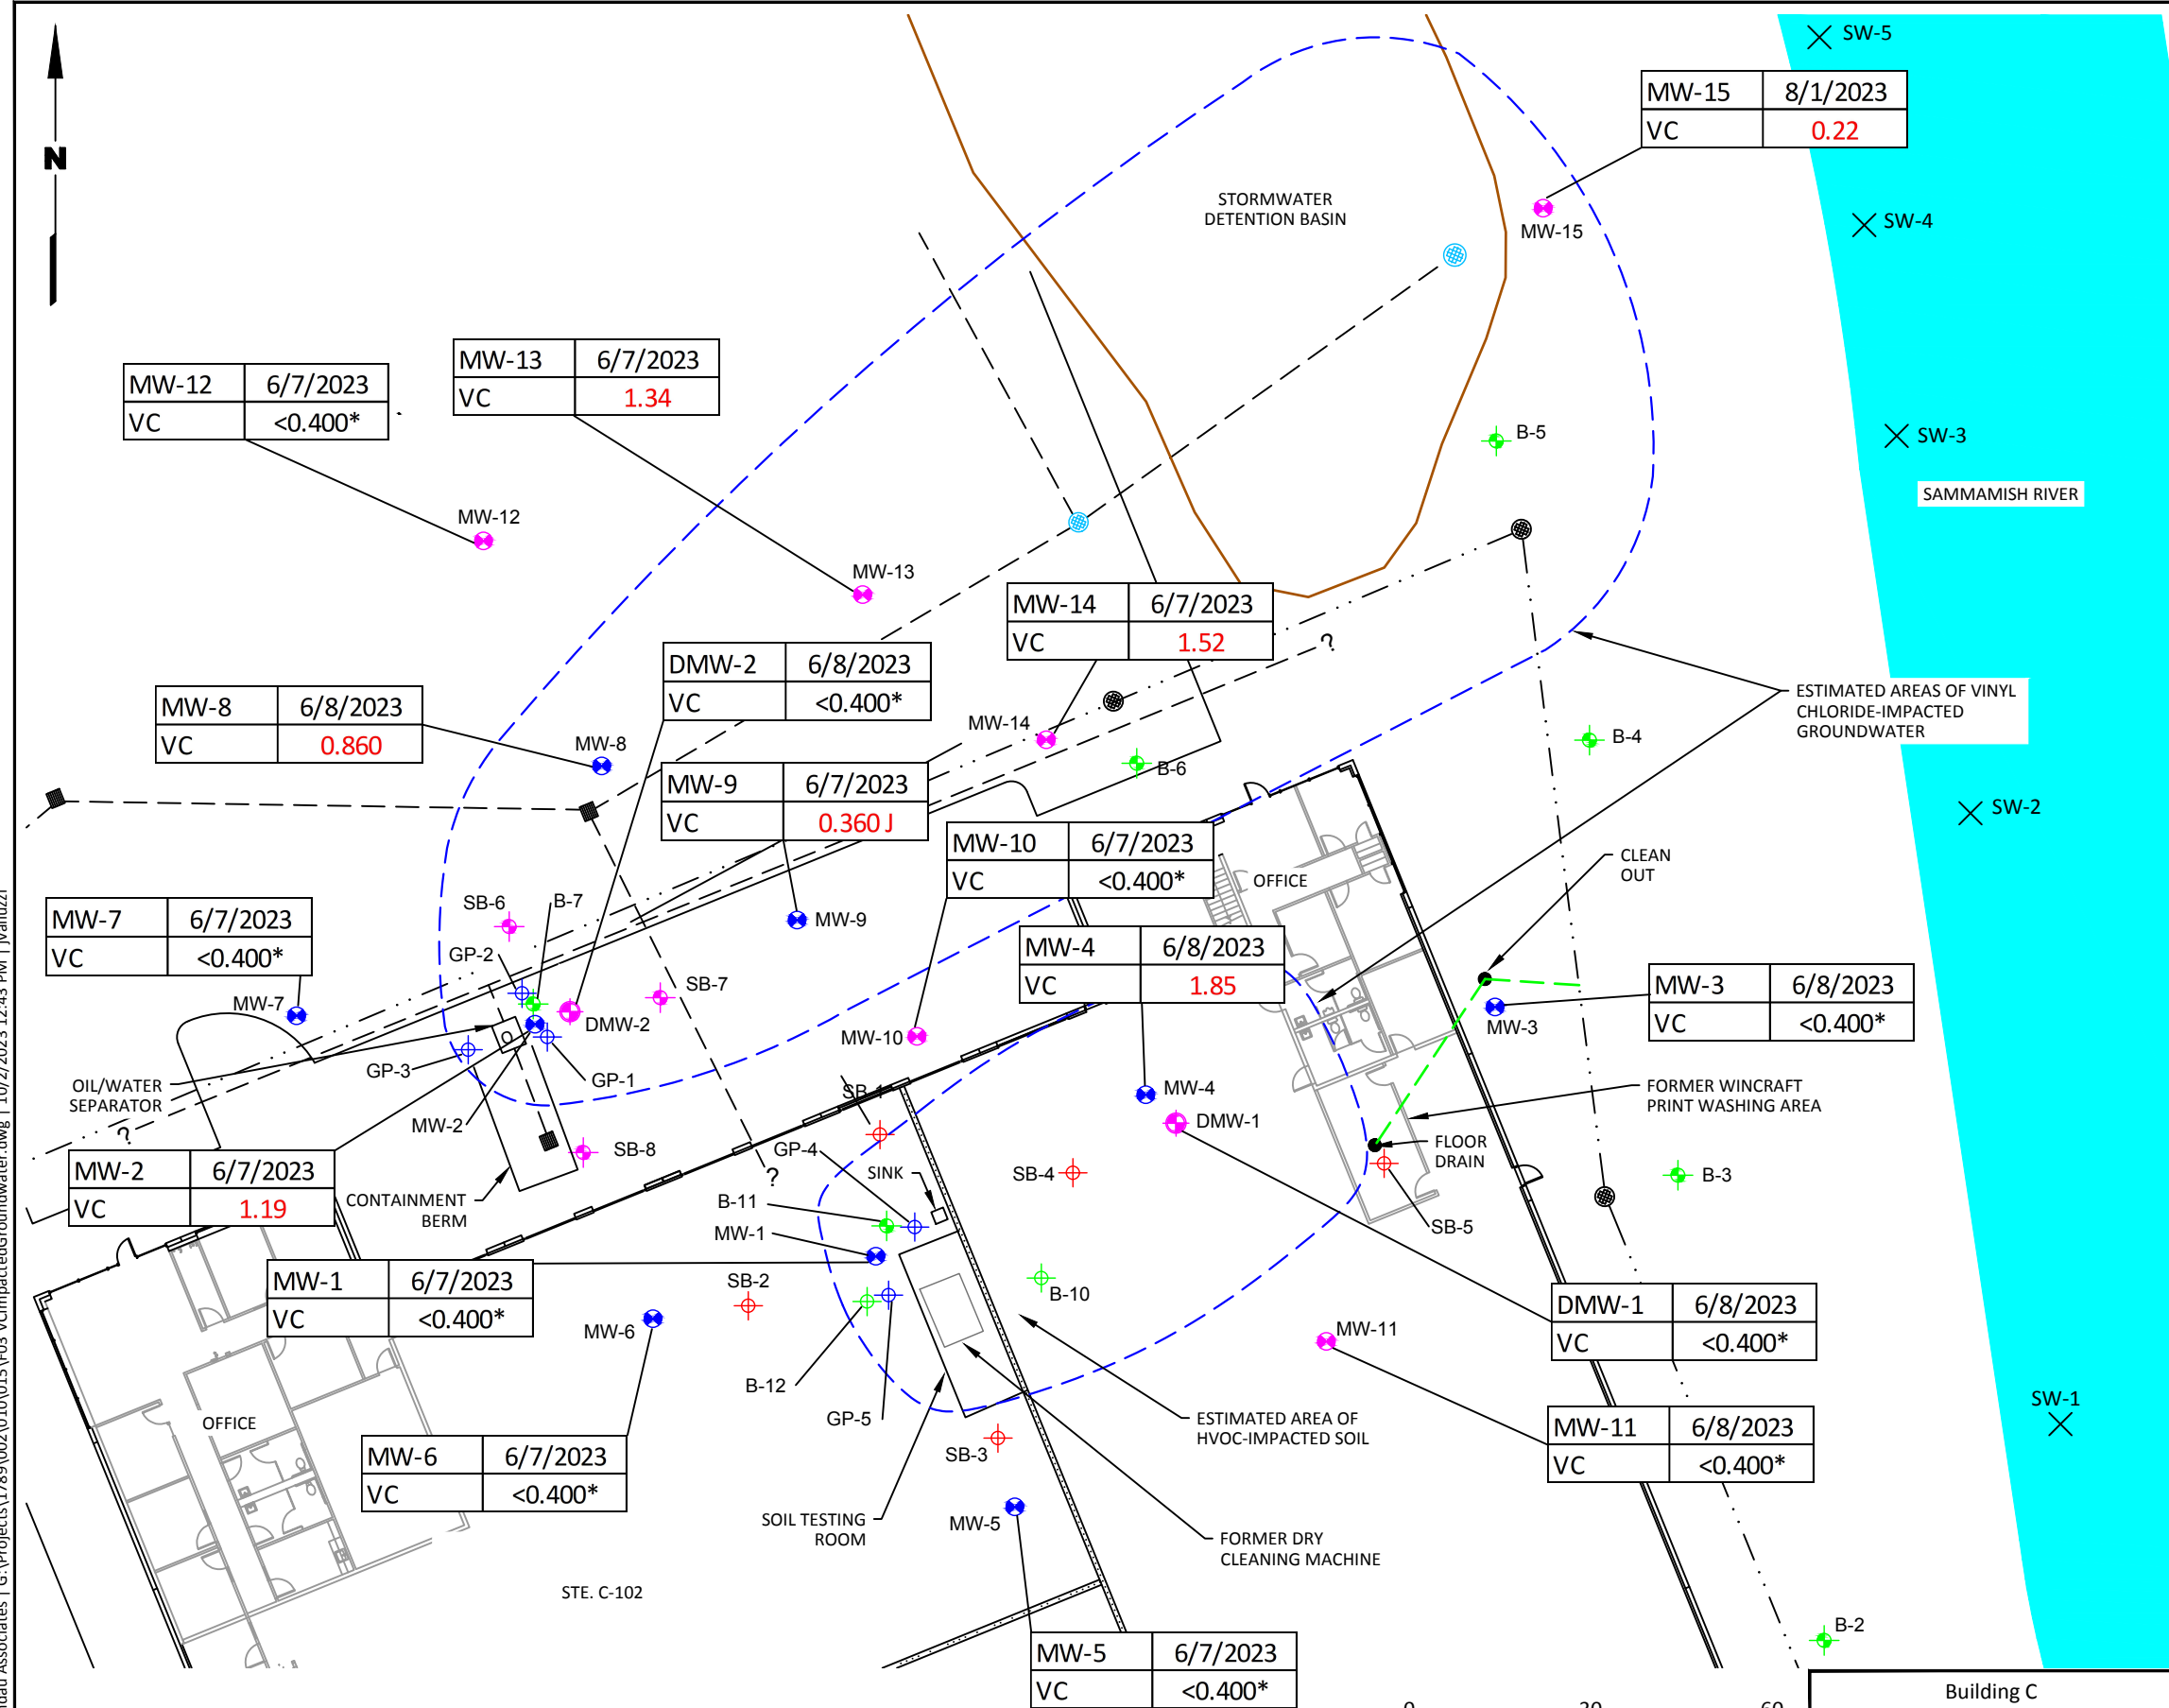 SW-5
MW-15 8/1/2023
VC 0.22
N
STORMWATER
DETENTION BASIN
MW-15
SW-4
MW-13 6/7/2023
VC 1.34
MW-12 6/7/2023
VC <0.400*
B-5
SW-3
SAMMAMISH RIVER
MW-12
MW-13
MW-14 6/7/2023
VC 1.52
?
DMW-2 6/8/2023
VC <0.400*
MW-8 6/8/2023
VC 0.860
ESTIMATED AREAS OF VINYL
CHLORIDE-IMPACTED
GROUNDWATER
MW-14
B-4
MW-8
B-6
MW-9 6/7/2023
VC 0.360 J
SW-2
MW-10 6/7/2023
VC <0.400*
CLEAN
OUT
OFFICE
MW-7 6/7/2023
VC <0.400*
SB-6
B-7
MW-9
MW-4 6/8/2023
VC 1.85
GP-2
SB-7
MW-3 6/8/2023
VC <0.400*
MW-7
DMW-2
MW-3
MW-10
GP-3
GP-1
OIL/WATER
SEPARATOR
SB-1
MW-4
FORMER WINCRAFT
PRINT WASHING AREA
DMW-1
MW-2
?
FLOOR
DRAIN
SB-8
GP-4
SINK
SB-4
B-3
?
MW-2 6/7/2023
VC 1.19
CONTAINMENT
BERM
B-11
MW-1
SB-5
MW-1 6/7/2023
VC <0.400*
SB-2
B-10
DMW-1 6/8/2023
VC <0.400*
MW-6
MW-11
B-12
SW-1
GP-5
OFFICE
ESTIMATED AREA OF
HVOC-IMPACTED SOIL
MW-11 6/8/2023
VC <0.400*
MW-6 6/7/2023
VC <0.400*
SB-3
SOIL TESTING
ROOM
MW-5
FORMER DRY
CLEANING MACHINE
STE. C-102
B-2
MW-5 6/7/2023
VC <0.400*
0 30 60
Building C